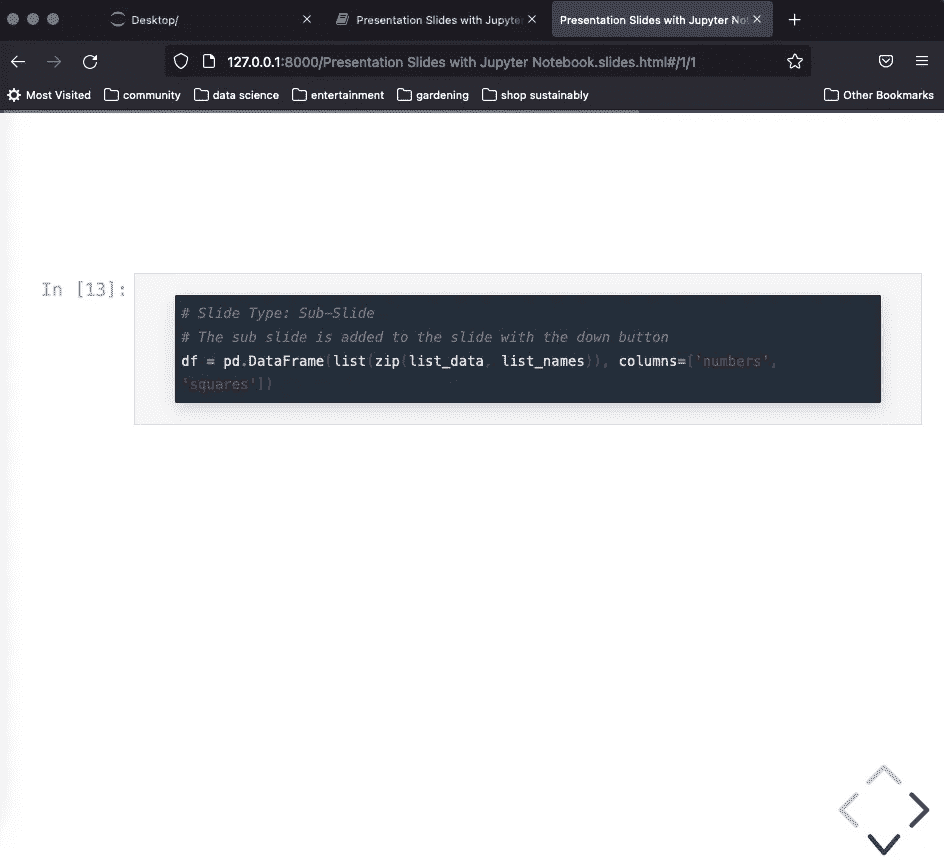 Desktop/
Presentation Slides with Jupyte
Presentation Slides with Jupyter No
127.0.0.1:8000/Presentation Slides with Jupyter Notebook.slides.html#/1/1
Most Visited community data science entertainment gardening shop sustainably Other Bookmarks
In [13]:
# Slide Type: Sub-Slide
# The sub slide is added to the slide with the down button
df = pd.DataFrame(list(zip(list_data, list_names)), columns=['numbers',
'squares'])